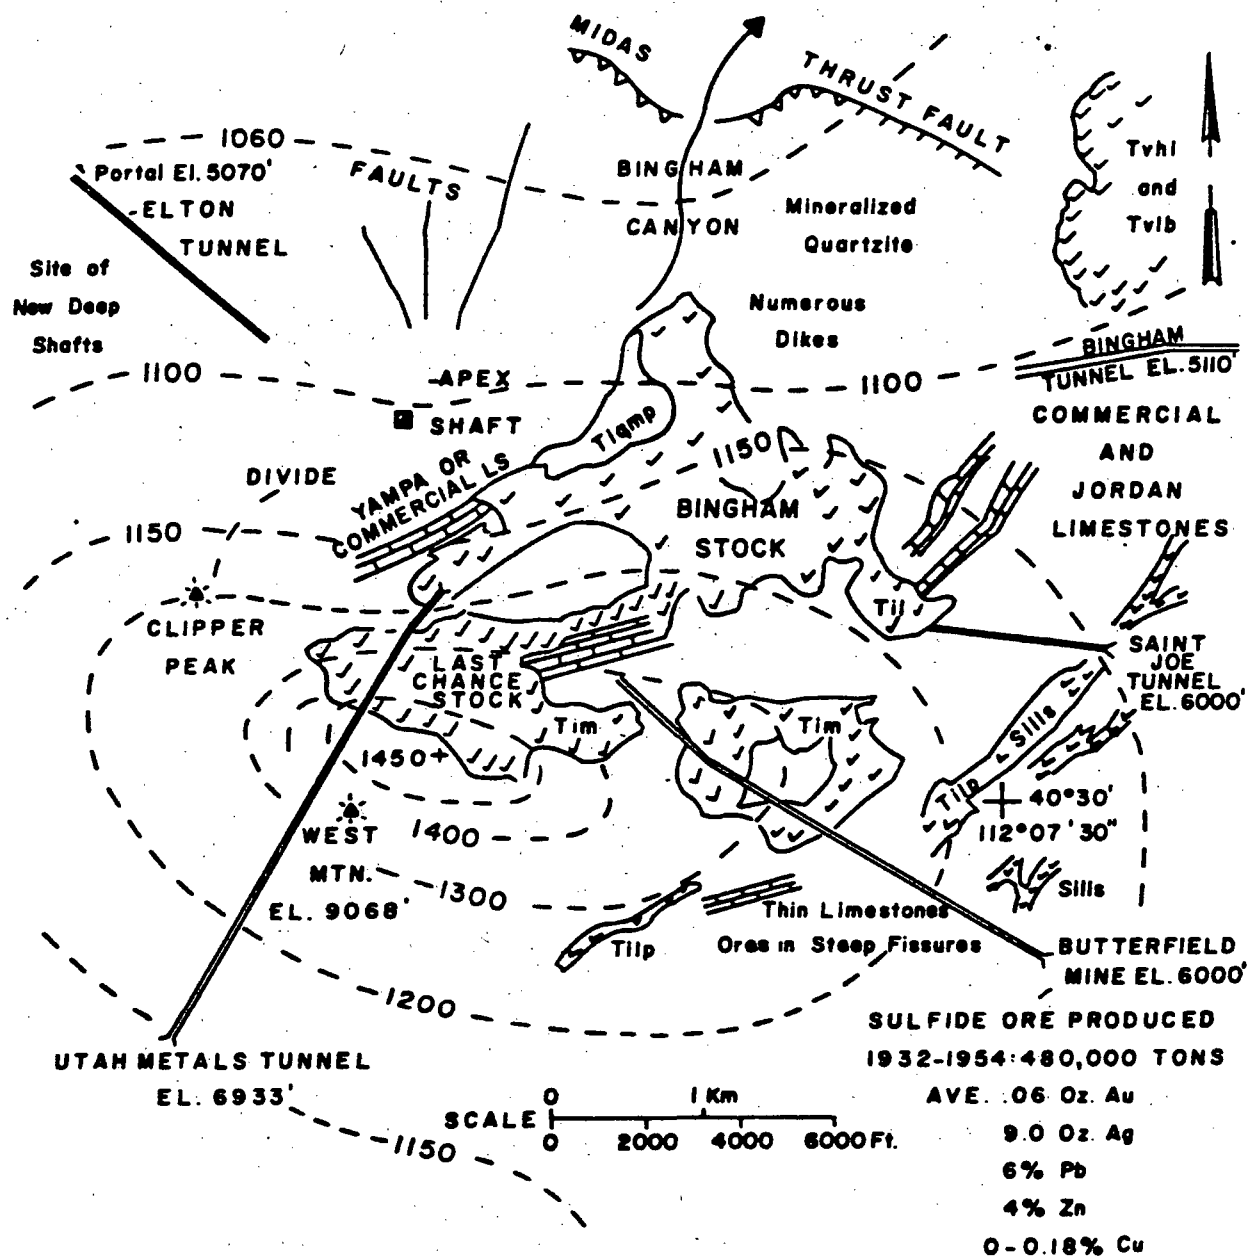 MIDAS
THRUST FAULT
1060
Portal El. 5070'
ELTON
TUNNEL
FAULTS
BINGHAM
CANYON
Mineralized
Quartzite
Tvhl
and
Tvlb
Site of
New Deep
Shafts
Numerous
Dikes
BINGHAM
TUNNEL EL. 5110'
1100
APEX
SHAFT
1100
COMMERCIAL
AND
JORDAN
LIMESTONES
Tlqmp
1150
DIVIDE
YAMPA OR
COMMERCIAL LS
BINGHAM
STOCK
1150
CLIPPER
PEAK
Til
SAINT
JOE
TUNNEL
EL. 6000'
LAST
CHANCE
STOCK
Tim
Tim
Sills
Tilp
1450+
40°30'
112°07'30"
1400
WEST
MTN.
EL. 9068'
1300
Sills
Thin Limestones
Ores in Steep Fissures
Tilp
BUTTERFIELD
MINE EL. 6000'
1200
SULFIDE ORE PRODUCED
1932-1954: 480,000 TONS
AVE. .06 Oz. Au
9.0 Oz. Ag
6% Pb
4% Zn
0-0.18% Cu
UTAH METALS TUNNEL
EL. 6933'
0 1 Km
SCALE
0 2000 4000 6000 Ft.
1150